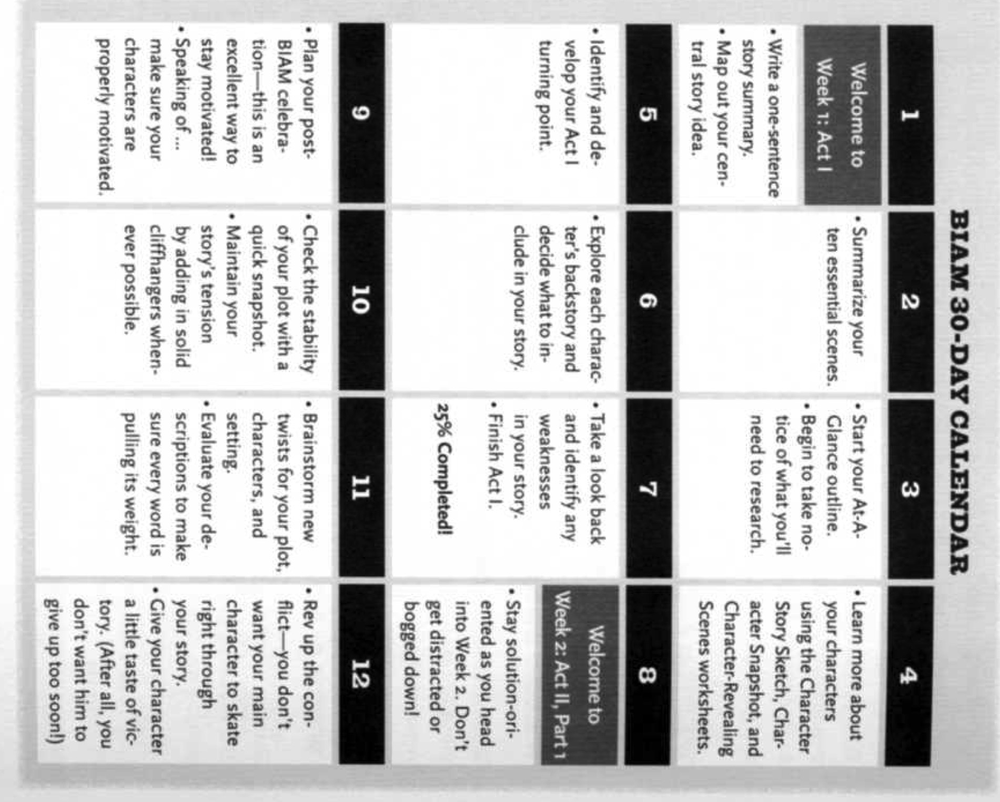 BIAM 30-DAY CALENDAR
1
Welcome to
Week 1: Act I
• Write a one-sentence
story summary.
• Map out your cen-
tral story idea.
2
• Summarize your
ten essential scenes.
3
• Start your At-A-
Glance outline.
• Begin to take no-
tice of what you'll
need to research.
4
• Learn more about
your characters
using the Character
Story Sketch, Char-
acter Snapshot, and
Character-Revealing
Scenes worksheets.
5
• Identify and de-
velop your Act I
turning point.
6
• Explore each charac-
ter's backstory and
decide what to in-
clude in your story.
7
• Take a look back
and identify any
weaknesses
in your story.
• Finish Act I.
25% Completed!
8
Welcome to
Week 2: Act II, Part 1
• Stay solution-ori-
ented as you head
into Week 2. Don't
get distracted or
bogged down!
9
• Plan your post-
BIAM celebra-
tion—this is an
excellent way to
stay motivated!
• Speaking of ...
make sure your
characters are
properly motivated.
10
• Check the stability
of your plot with a
quick snapshot.
• Maintain your
story's tension
by adding in solid
cliffhangers when-
ever possible.
11
• Brainstorm new
twists for your plot,
characters, and
setting.
• Evaluate your de-
scriptions to make
sure every word is
pulling its weight.
12
• Rev up the con-
flict—you don't
want your main
character to skate
right through
your story.
• Give your character
a little taste of vic-
tory. (After all, you
don't want him to
give up too soon!)